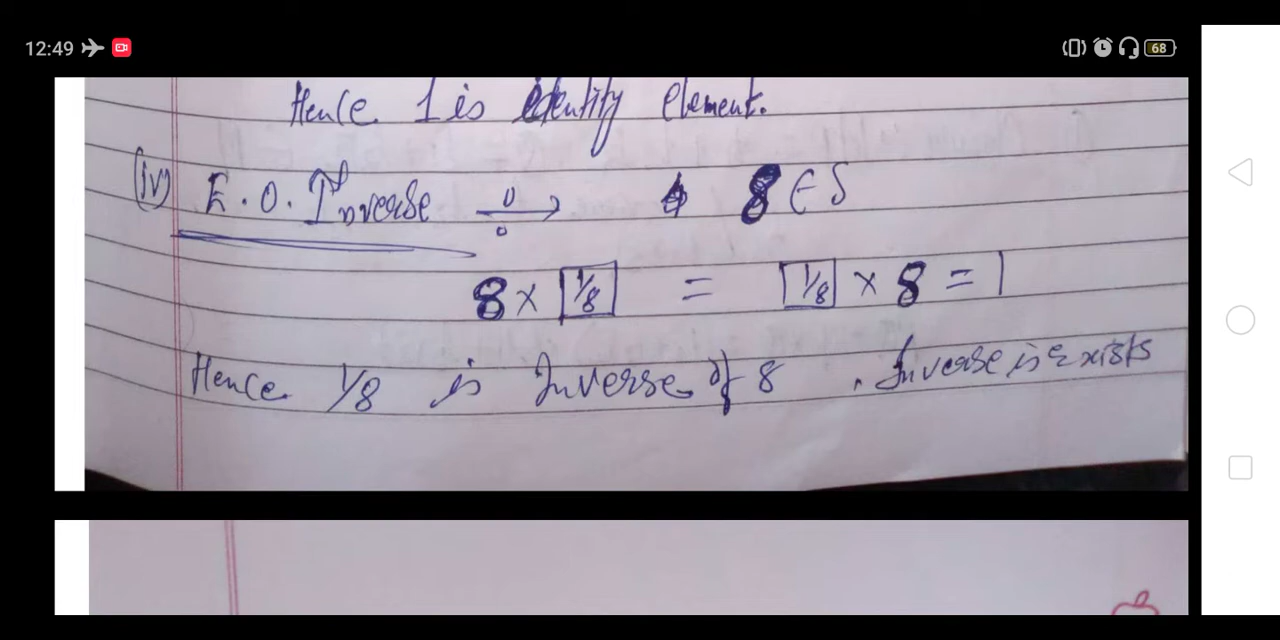 12:49
68
Hence 1 is identity element.
(iv) E.O. Inverse 8 ∈ S
8 × 1/8 = 1/8 × 8 = 1
Hence 1/8 is Inverse of 8 . Inverse is exists